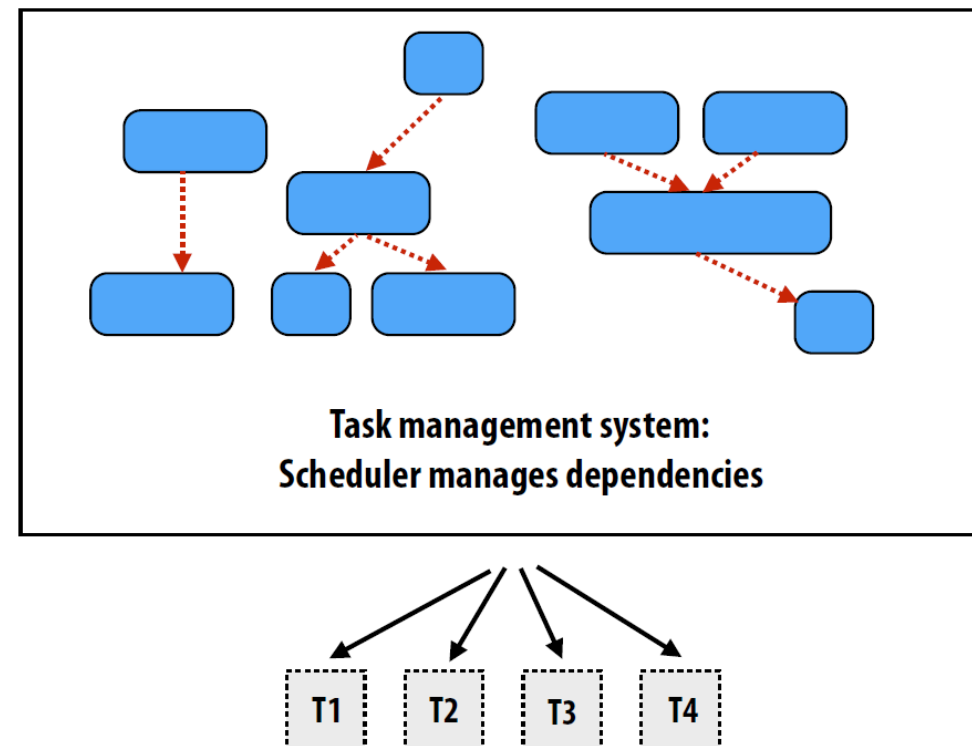 Task management system:
Scheduler manages dependencies
T1 T2 T3 T4